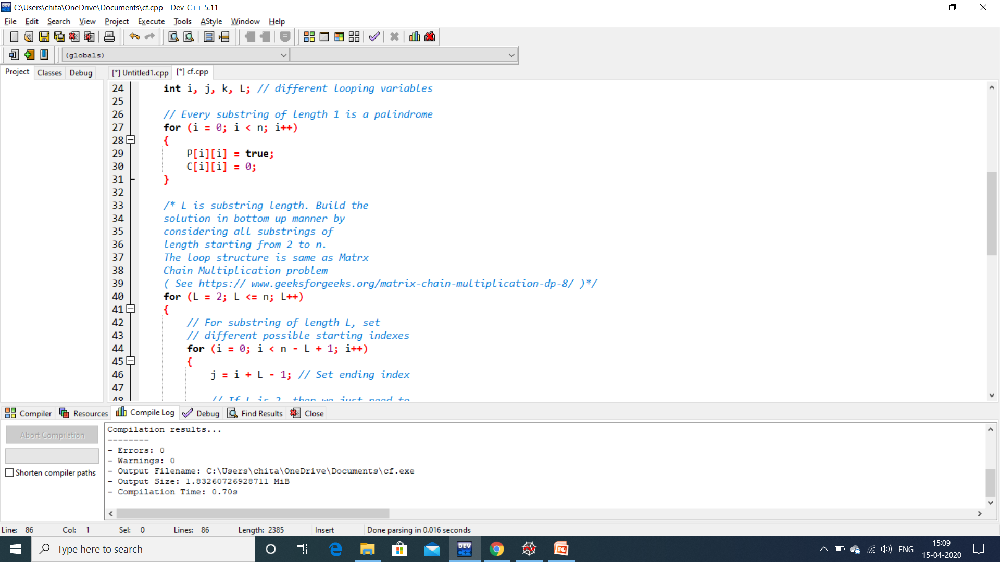 C:\Users\chita\OneDrive\Documents\cf.cpp - Dev-C++ 5.11
File Edit Search View Project Execute Tools AStyle Window Help
(globals)
Project Classes Debug [*] Untitled1.cpp [*] cf.cpp
24 int i, j, k, L; // different looping variables
25
26 // Every substring of length 1 is a palindrome
27 for (i = 0; i < n; i++)
28 {
29 P[i][i] = true;
30 C[i][i] = 0;
31 }
32
33 /* L is substring length. Build the
34 solution in bottom up manner by
35 considering all substrings of
36 length starting from 2 to n.
37 The loop structure is same as Matrx
38 Chain Multiplication problem
39 ( See https:// www.geeksforgeeks.org/matrix-chain-multiplication-dp-8/ )*/
40 for (L = 2; L <= n; L++)
41 {
42 // For substring of length L, set
43 // different possible starting indexes
44 for (i = 0; i < n - L + 1; i++)
45 {
46 j = i + L - 1; // Set ending index
47
48 // If L is 2, then we just need to
Compiler Resources Compile Log Debug Find Results Close
Abort Compilation
Shorten compiler paths
Compilation results...
--------
- Errors: 0
- Warnings: 0
- Output Filename: C:\Users\chita\OneDrive\Documents\cf.exe
- Output Size: 1.83260726928711 MiB
- Compilation Time: 0.70s
Line: 86 Col: 1 Sel: 0 Lines: 86 Length: 2385 Insert Done parsing in 0.016 seconds
Type here to search
DEV C++
ENG
15:09
15-04-2020